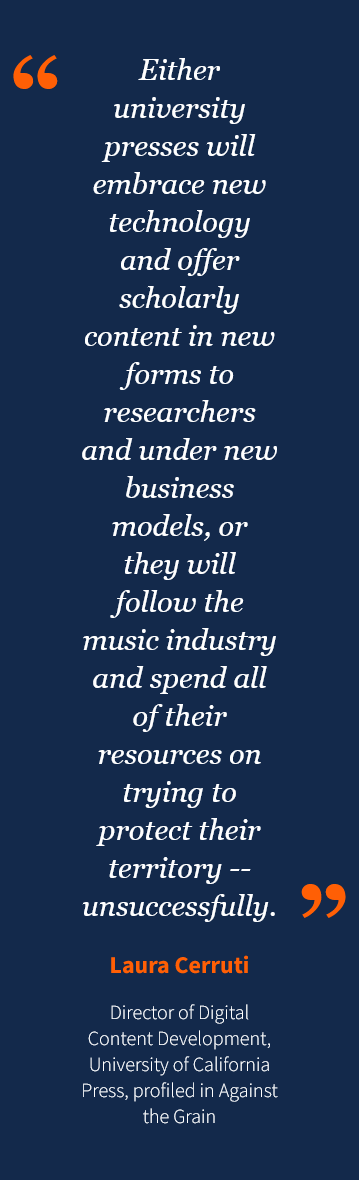 “ Either
university
presses will
embrace new
technology
and offer
scholarly
content in new
forms to
researchers
and under new
business
models, or
they will
follow the
music industry
and spend all
of their
resources on
trying to
protect their
territory --
unsuccessfully. ”
Laura Cerruti
Director of Digital
Content Development,
University of California
Press, profiled in Against
the Grain